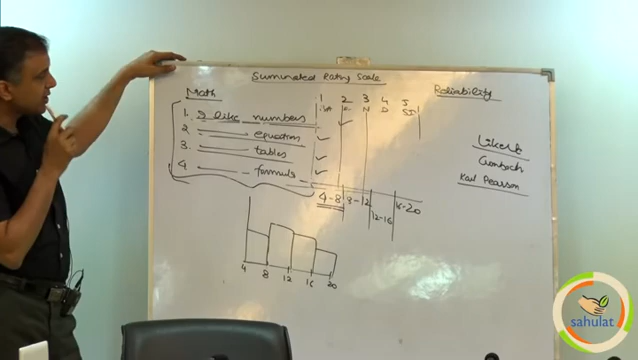 Summated Rating Scale
Math
Reliability
1 2 3 4 5
1. I like numbers
2 equations
3. tables
4 formula
4-8 8-12 12-16 16-20
Likert
Cronbach
Karl Pearson
4 8 12 16 20
sahulat